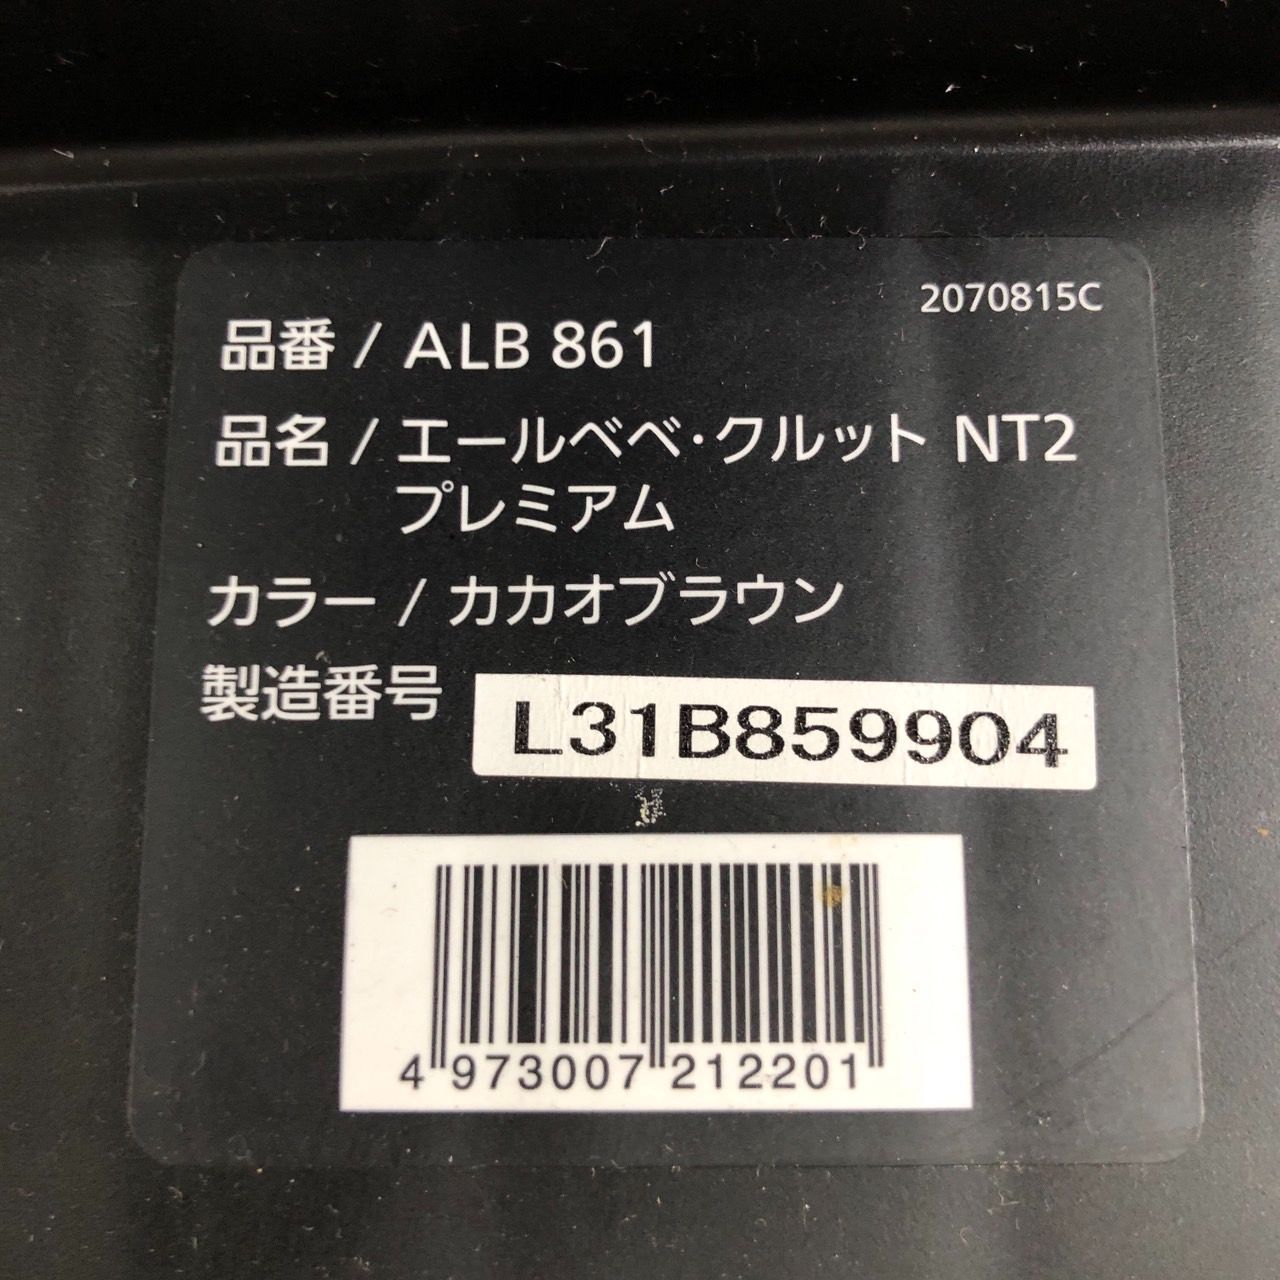 2070815C
品番 / ALB 861
品名 / エールベベ・クルット NT2
プレミアム
カラー / カカオブラウン
製造番号 L31B859904
4 973007 212201